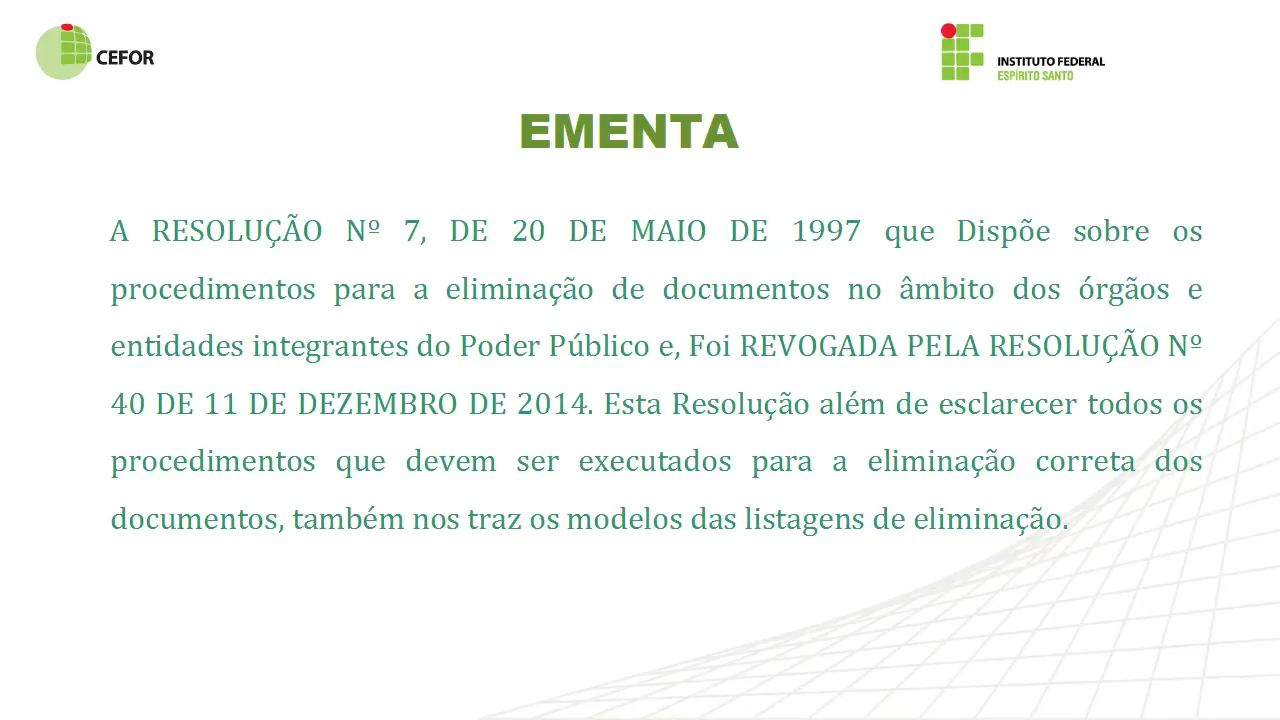 CEFOR
INSTITUTO FEDERAL
ESPÍRITO SANTO
EMENTA
A RESOLUÇÃO Nº 7, DE 20 DE MAIO DE 1997 que Dispõe sobre os
procedimentos para a eliminação de documentos no âmbito dos órgãos e
entidades integrantes do Poder Público e, Foi REVOGADA PELA RESOLUÇÃO Nº
40 DE 11 DE DEZEMBRO DE 2014. Esta Resolução além de esclarecer todos os
procedimentos que devem ser executados para a eliminação correta dos
documentos, também nos traz os modelos das listagens de eliminação.